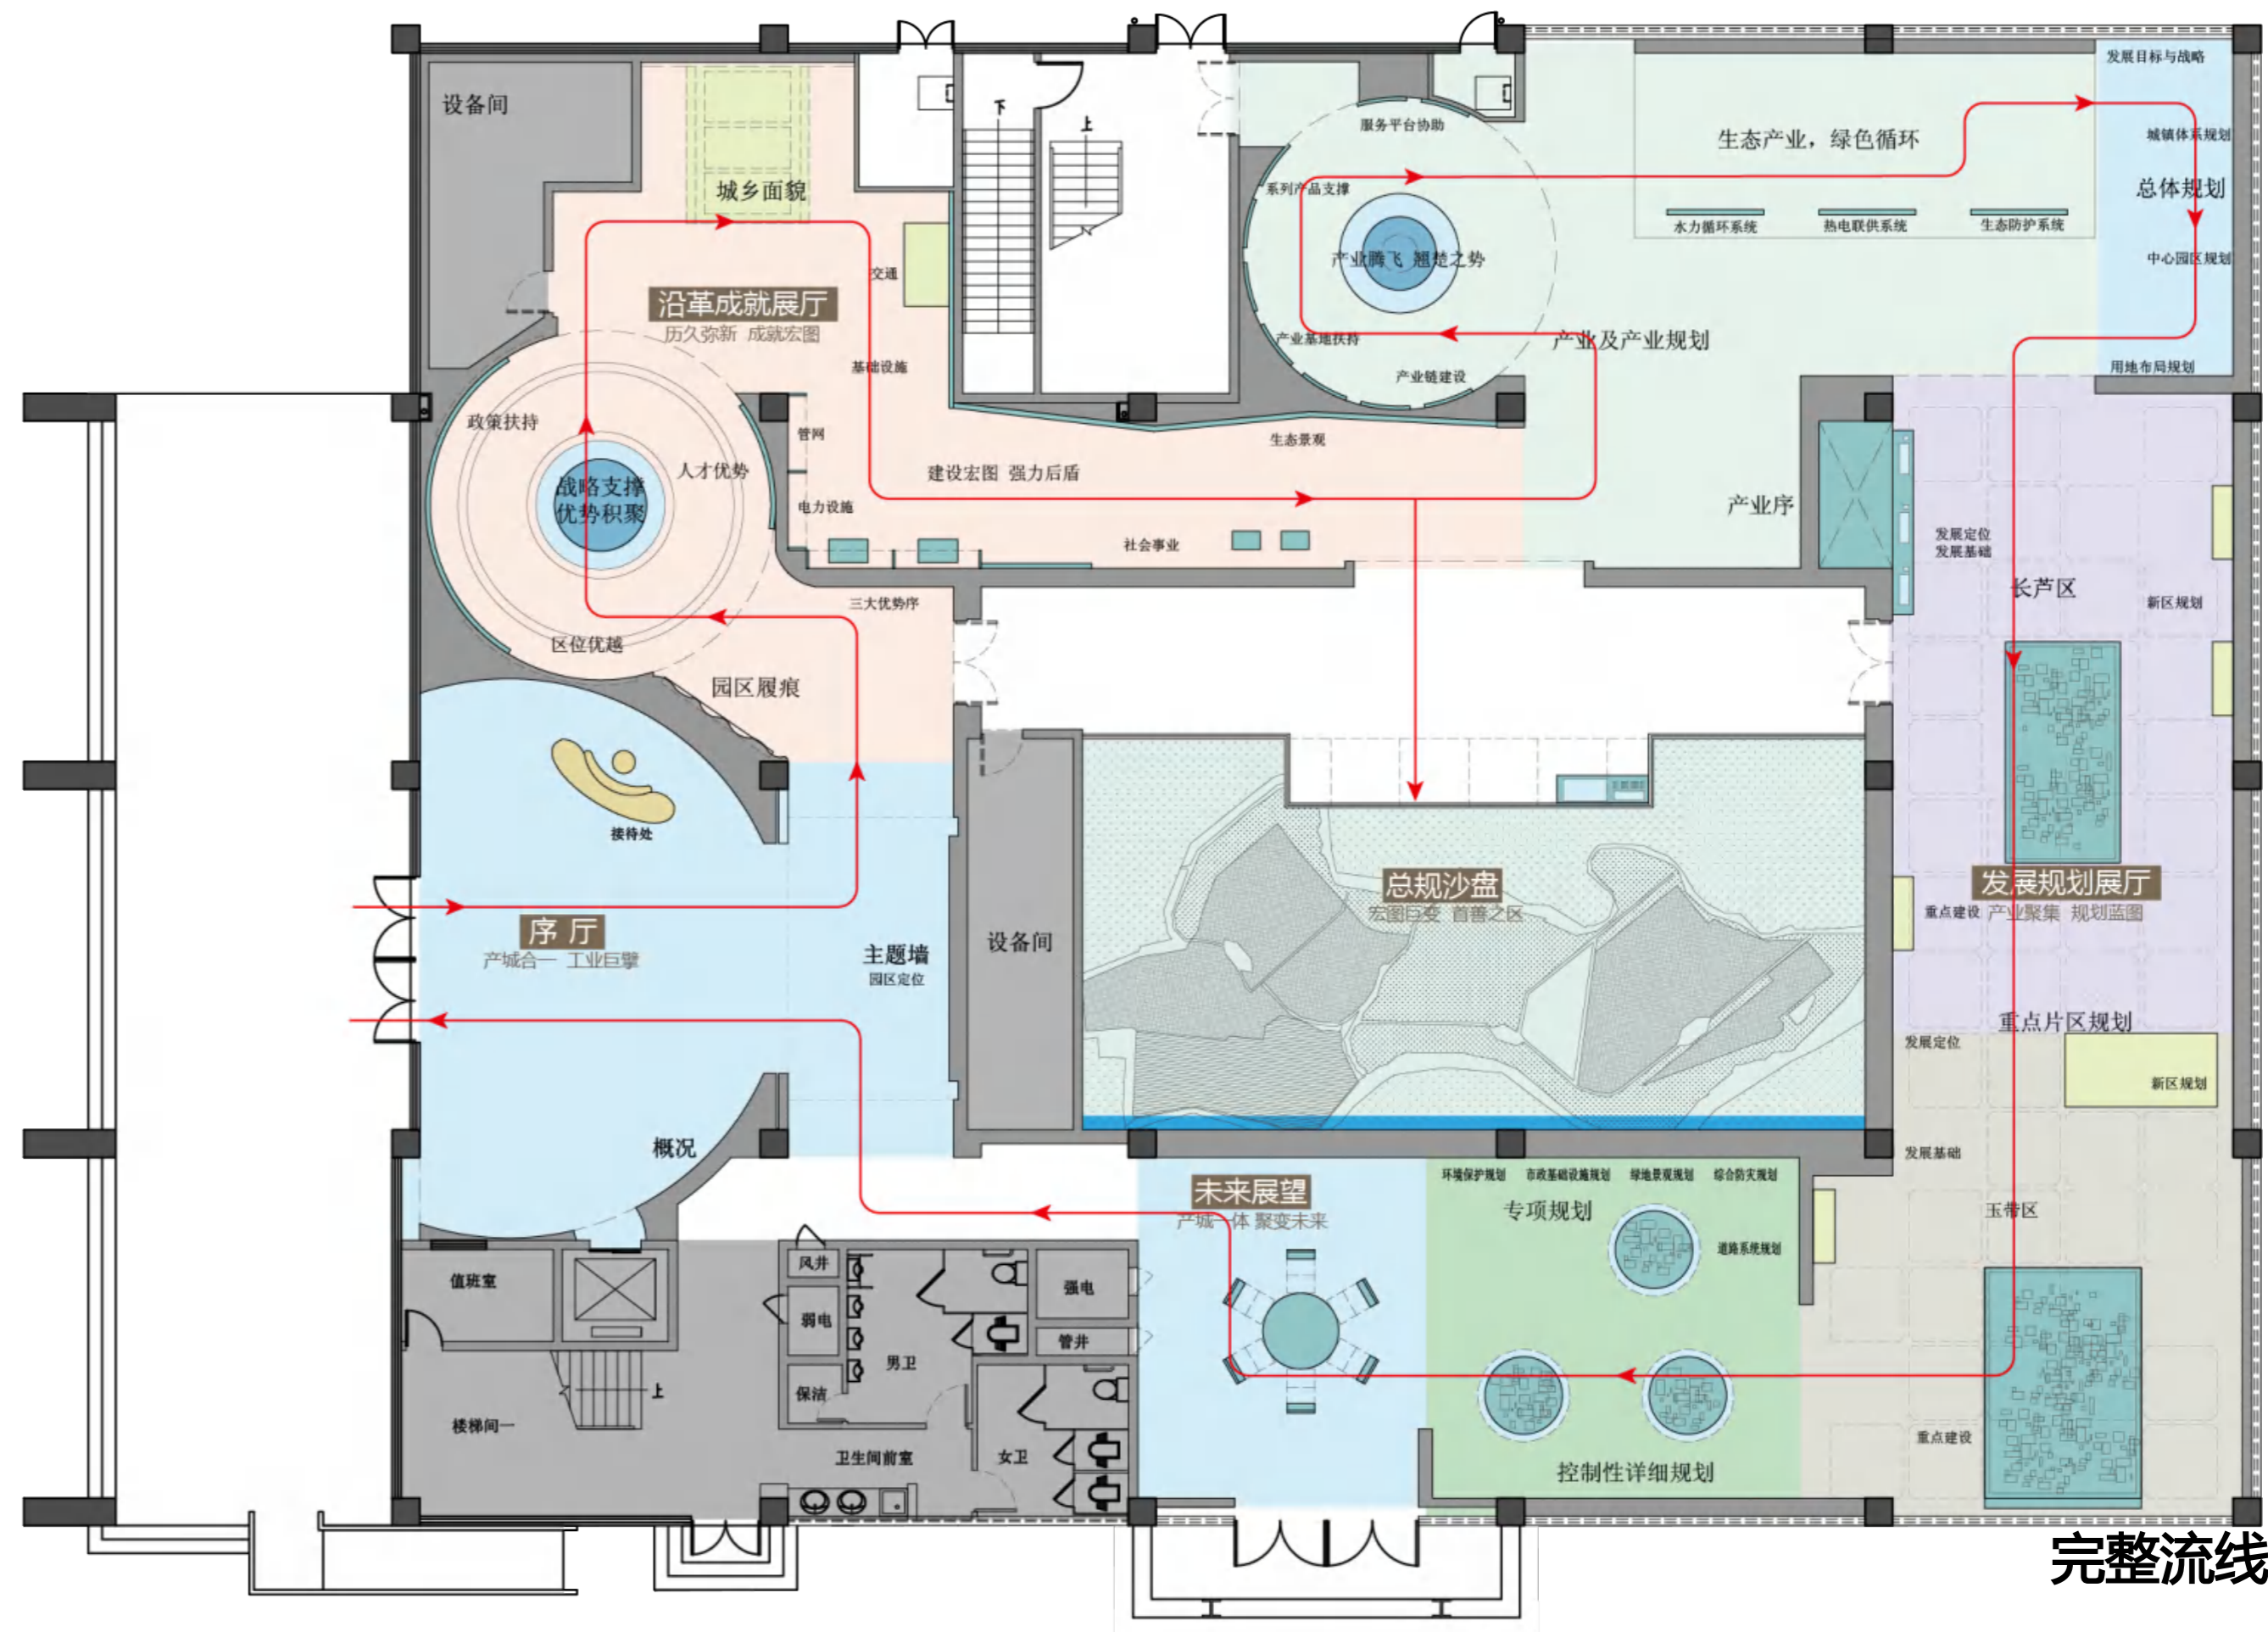 发展目标与战略
设备间
下
上
服务平台协助
城镇体系规划
生态产业，绿色循环
城乡面貌
系列产品支撑
总体规划
水力循环系统
热电联供系统
生态防护系统
产业腾飞 翘楚之势
中心园区规划
交通
沿革成就展厅
历久弥新 成就宏图
产业基地扶持
产业及产业规划
基础设施
产业链建设
用地布局规划
政策扶持
管网
生态景观
人才优势
建设宏图 强力后盾
战略支撑
优势积聚
电力设施
产业序
社会事业
发展定位
发展基础
长芦区
三大优势序
新区规划
区位优越
园区履痕
接待处
总规沙盘
宏图巨变 首善之区
发展规划展厅
产业聚集 规划蓝图
重点建设
序厅
产城合一 工业巨擘
主题墙
园区定位
设备间
重点片区规划
发展定位
新区规划
概况
发展基础
环境保护规划
市政基础设施规划
绿地景观规划
综合防灾规划
未来展望
产城一体 聚变未来
专项规划
玉带区
道路系统规划
值班室
风井
强电
弱电
管井
男卫
保洁
上
楼梯间一
卫生间前室
女卫
重点建设
控制性详细规划
完整流线